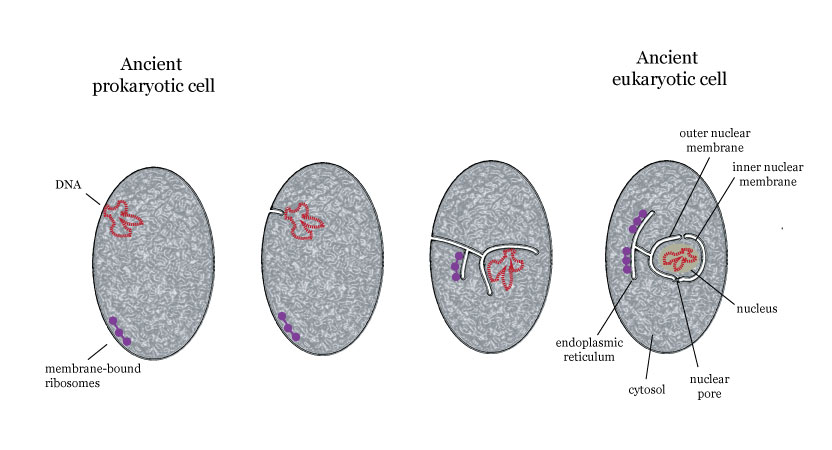 Ancient
prokaryotic cell
Ancient
eukaryotic cell
outer nuclear
membrane
inner nuclear
membrane
DNA
nucleus
endoplasmic
reticulum
membrane-bound
ribosomes
cytosol
nuclear
pore